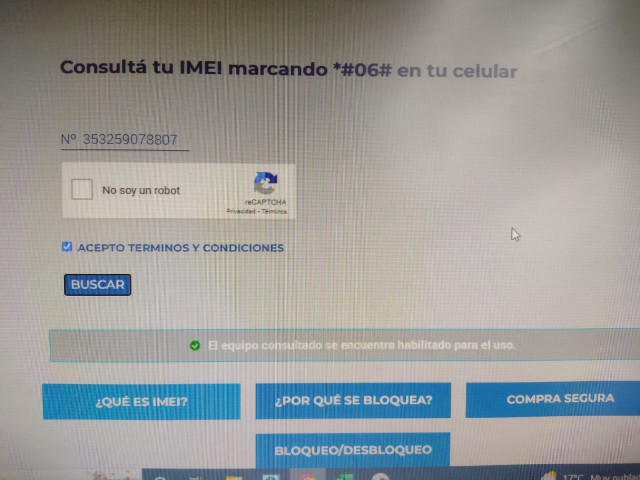 Consultá tu IMEI marcando *#06# en tu celular
Nº 353259078807
No soy un robot
reCAPTCHA
Privacidad - Términos
ACEPTO TERMINOS Y CONDICIONES
BUSCAR
El equipo consultado se encuentra habilitado para el uso.
¿QUÉ ES IMEI?
¿POR QUÉ SE BLOQUEA?
COMPRA SEGURA
BLOQUEO/DESBLOQUEO
17°C Muy